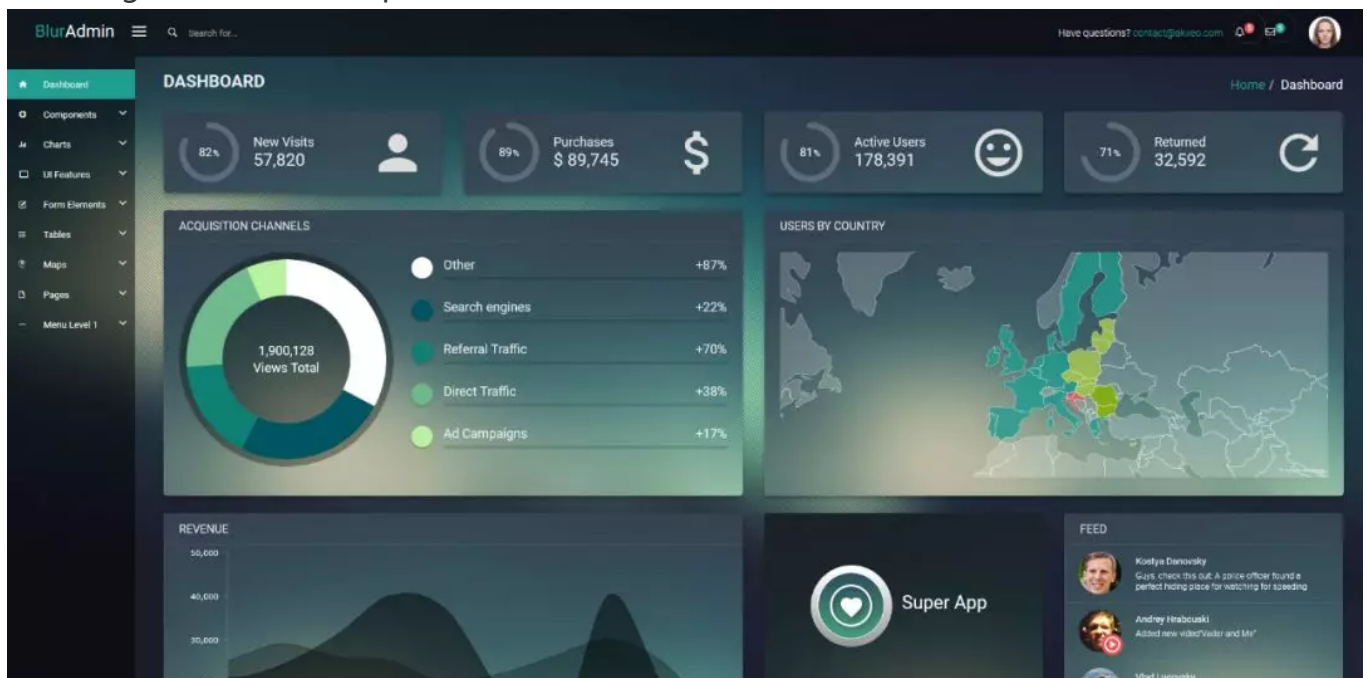 BlurAdmin
Search for...
Have questions? contact@akveo.com
Dashboard
Components
Charts
UI Features
Form Elements
Tables
Maps
Pages
Menu Level 1
DASHBOARD
Home / Dashboard
82%
New Visits
57,820
89%
Purchases
$ 89,745
81%
Active Users
178,391
71%
Returned
32,592
ACQUISITION CHANNELS
1,900,128
Views Total
Other +87%
Search engines +22%
Referral Traffic +70%
Direct Traffic +38%
Ad Campaigns +17%
USERS BY COUNTRY
REVENUE
50,000
40,000
30,000
Super App
FEED
Kostya Danovsky
Guys, check this out: A police officer found a
perfect hiding place for watching for speeding
Andrey Hrabouski
Added new video"Vader and Me"